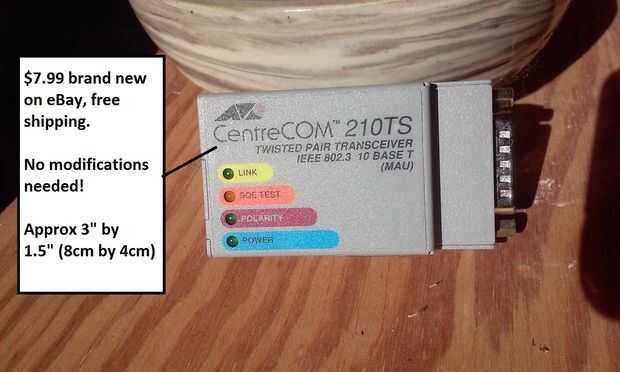 $7.99 brand new
on eBay, free
shipping.
No modifications
needed!
Approx 3" by
1.5" (8cm by 4cm)
CentreCOM™ 210TS
TWISTED PAIR TRANSCEIVER
IEEE 802.3 10 BASE T
(MAU)
LINK
SQE TEST
POLARITY
POWER